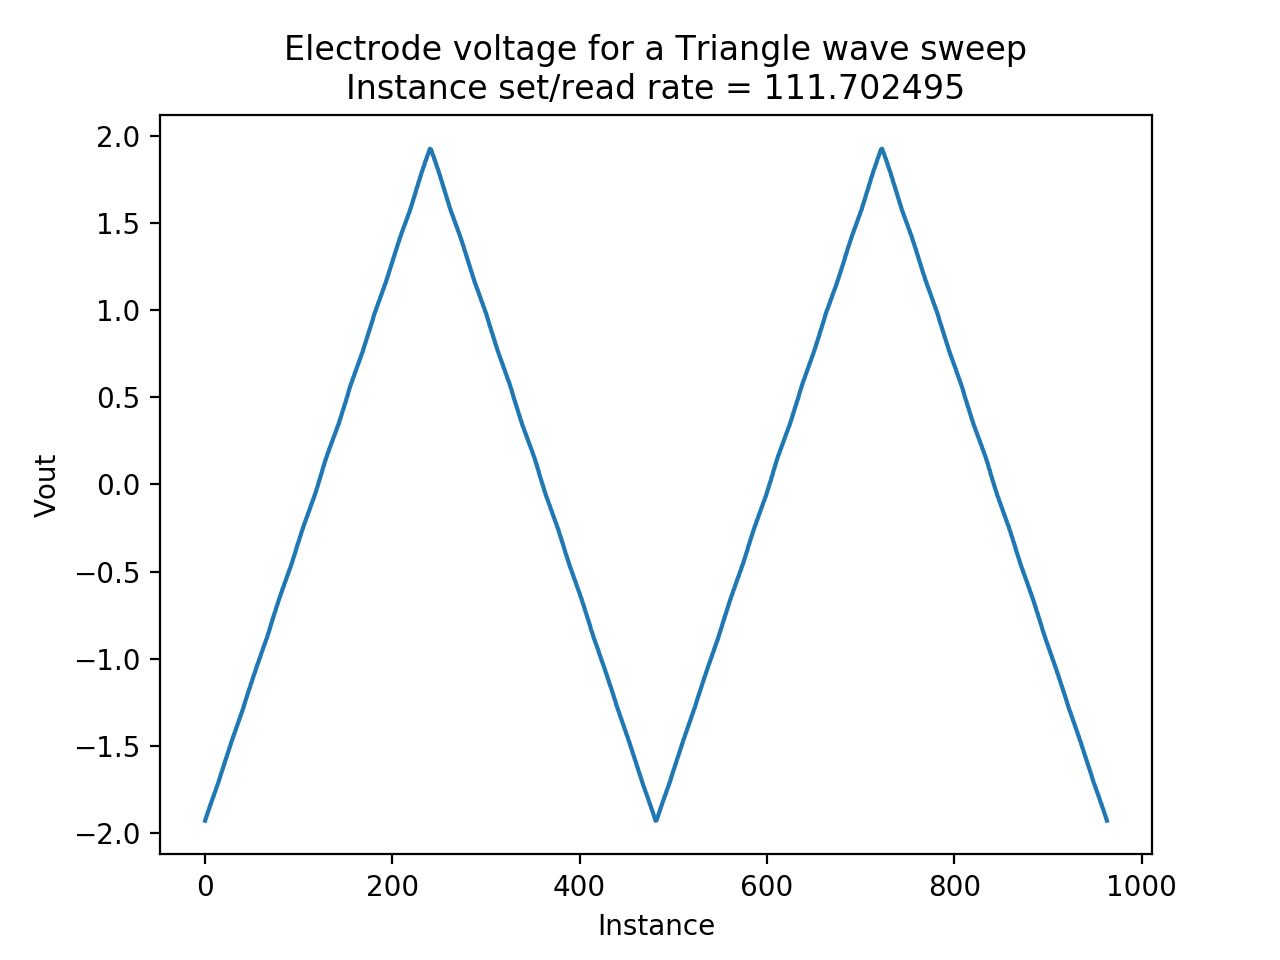 Electrode voltage for a Triangle wave sweep
Instance set/read rate = 111.702495
2.0
1.5
1.0
0.5
0.0
−0.5
−1.0
−1.5
−2.0
Vout
0 200 400 600 800 1000
Instance